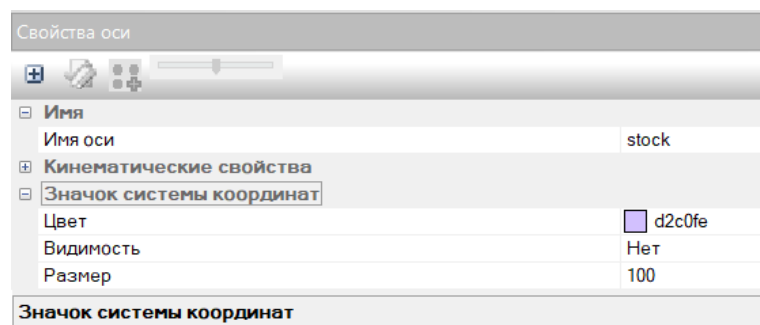 Свойства оси
Имя
Имя оси stock
Кинематические свойства
Значок системы координат
Цвет d2c0fe
Видимость Нет
Размер 100
Значок системы координат